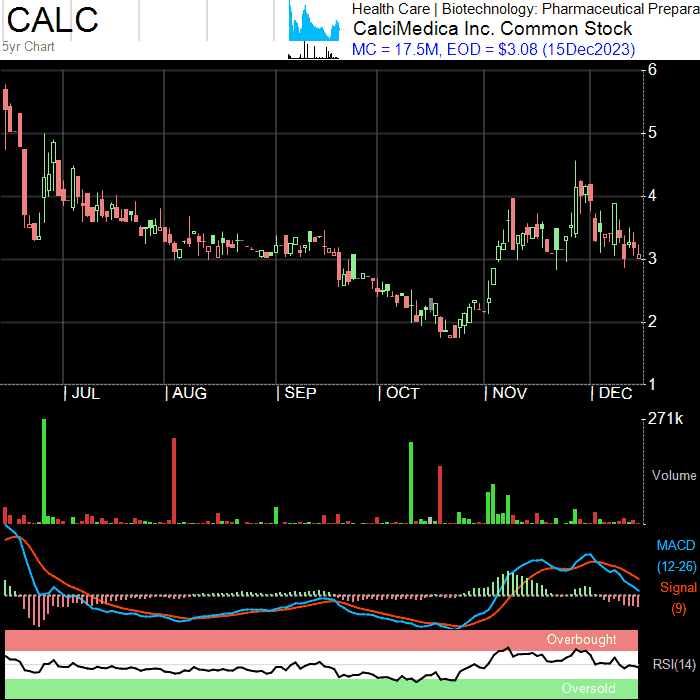 CALC
5yr Chart
Health Care | Biotechnology: Pharmaceutical Prepara
CalciMedica Inc. Common Stock
MC = 17.5M, EOD = $3.08 (15Dec2023)
6
5
4
3
2
1
JUL
AUG
SEP
OCT
NOV
DEC
271k
Volume
MACD
(12-26)
Signal
(9)
Overbought
RSI(14)
Oversold